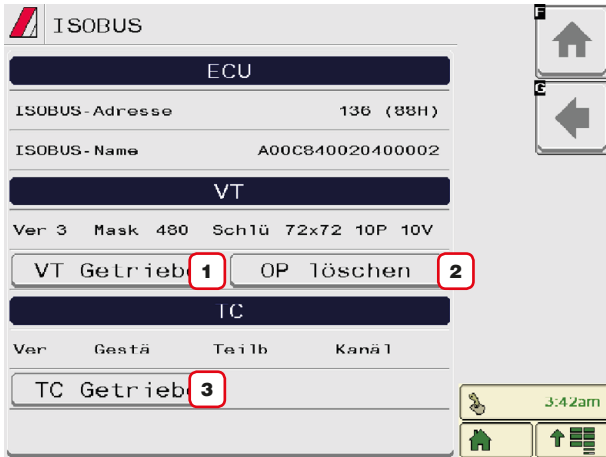 ISOBUS
F
ECU
G
ISOBUS-Adresse 136 (88H)
ISOBUS-Name A00C840020400002
VT
Ver 3 Mask 480 Schlü 72x72 10P 10V
VT Getriebe 1 OP löschen 2
TC
Ver Gestä Teilb Kanäl
TC Getriebe 3
3:42am